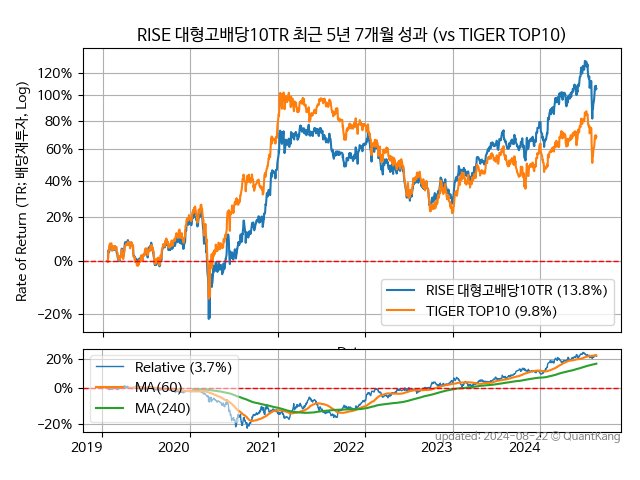 RISE 대형고배당10TR 최근 5년 7개월 성과 (vs TIGER TOP10)
Rate of Return (TR: 배당재투자, Log)
120%
100%
80%
60%
40%
20%
0%
−20%
RISE 대형고배당10TR (13.8%)
TIGER TOP10 (9.8%)
20%
0%
−20%
Relative (3.7%)
MA(60)
MA(240)
2019
2020
2021
2022
2023
2024
updated: 2024-08-22 © QuantKang